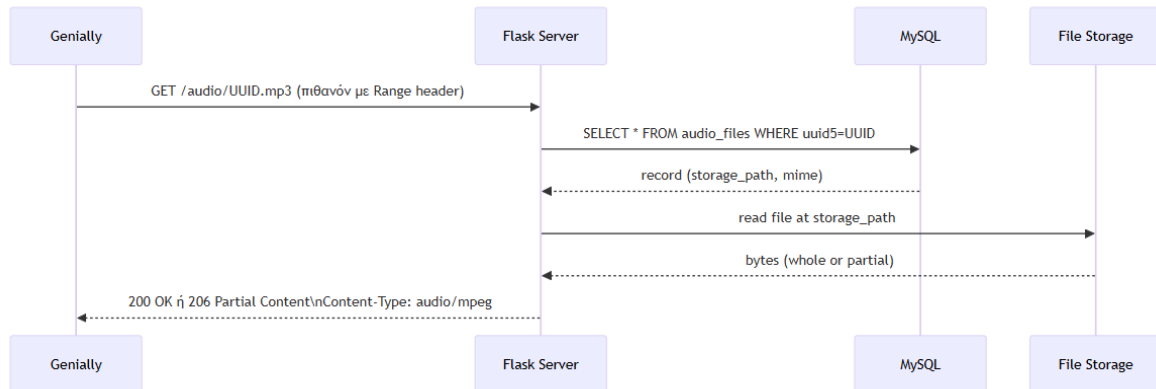 Genially
Flask Server
MySQL
File Storage
GET /audio/UUID.mp3 (πιθανόν με Range header)
SELECT * FROM audio_files WHERE uuid5=UUID
record (storage_path, mime)
read file at storage_path
bytes (whole or partial)
200 OK ή 206 Partial Content\nContent-Type: audio/mpeg
Genially
Flask Server
MySQL
File Storage